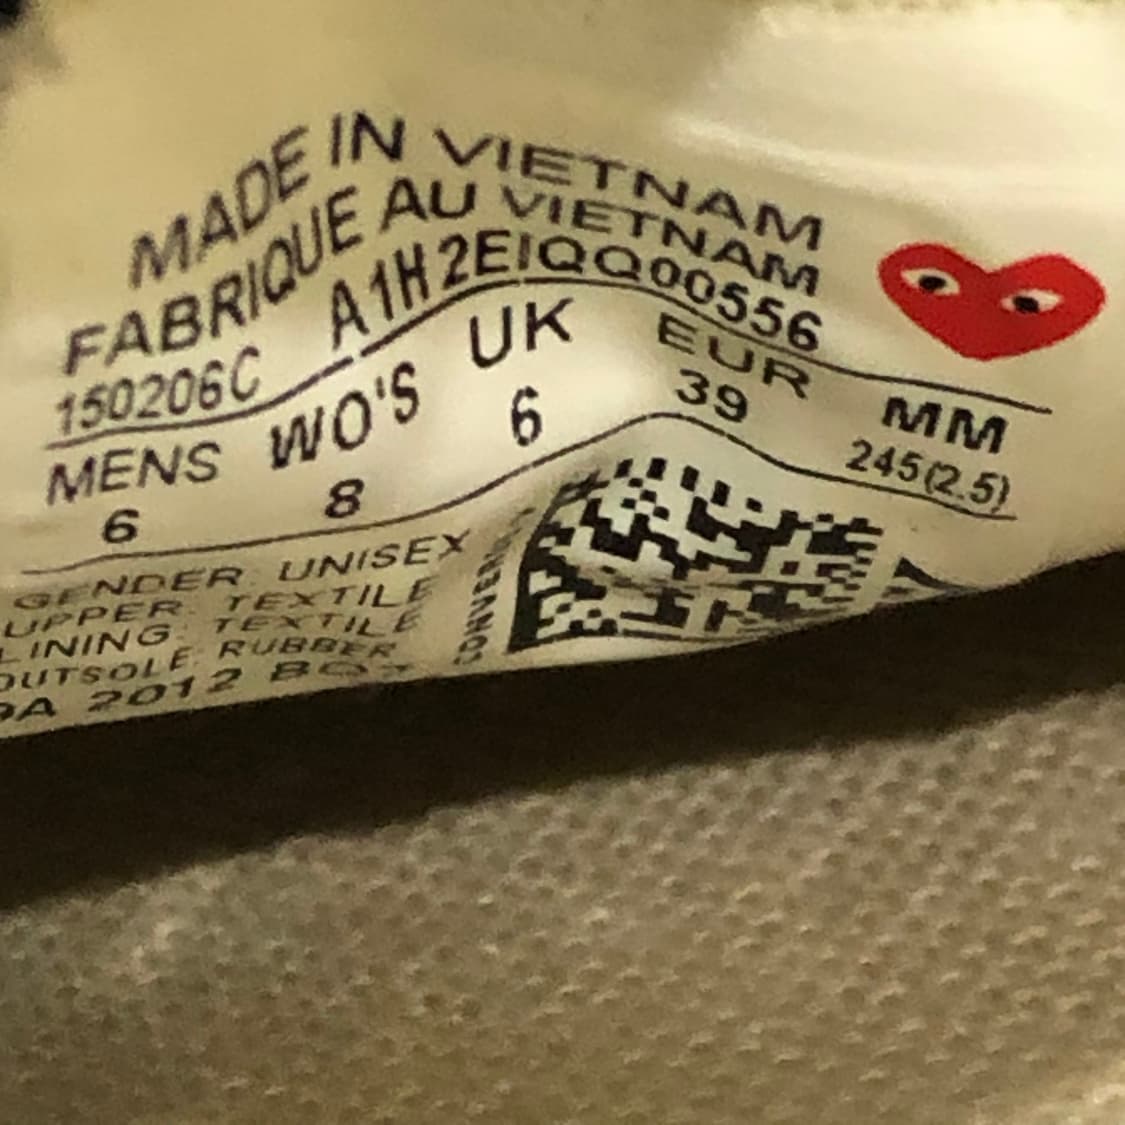 MADE IN VIETNAM
FABRIQUE AU VIETNAM
150206C A1H2EIQQ00556
MENS WO'S UK EUR MM
6 8 6 39 245(2.5)
GENDER: UNISEX
UPPER: TEXTILE
LINING: TEXTILE
OUTSOLE: RUBBER
2012